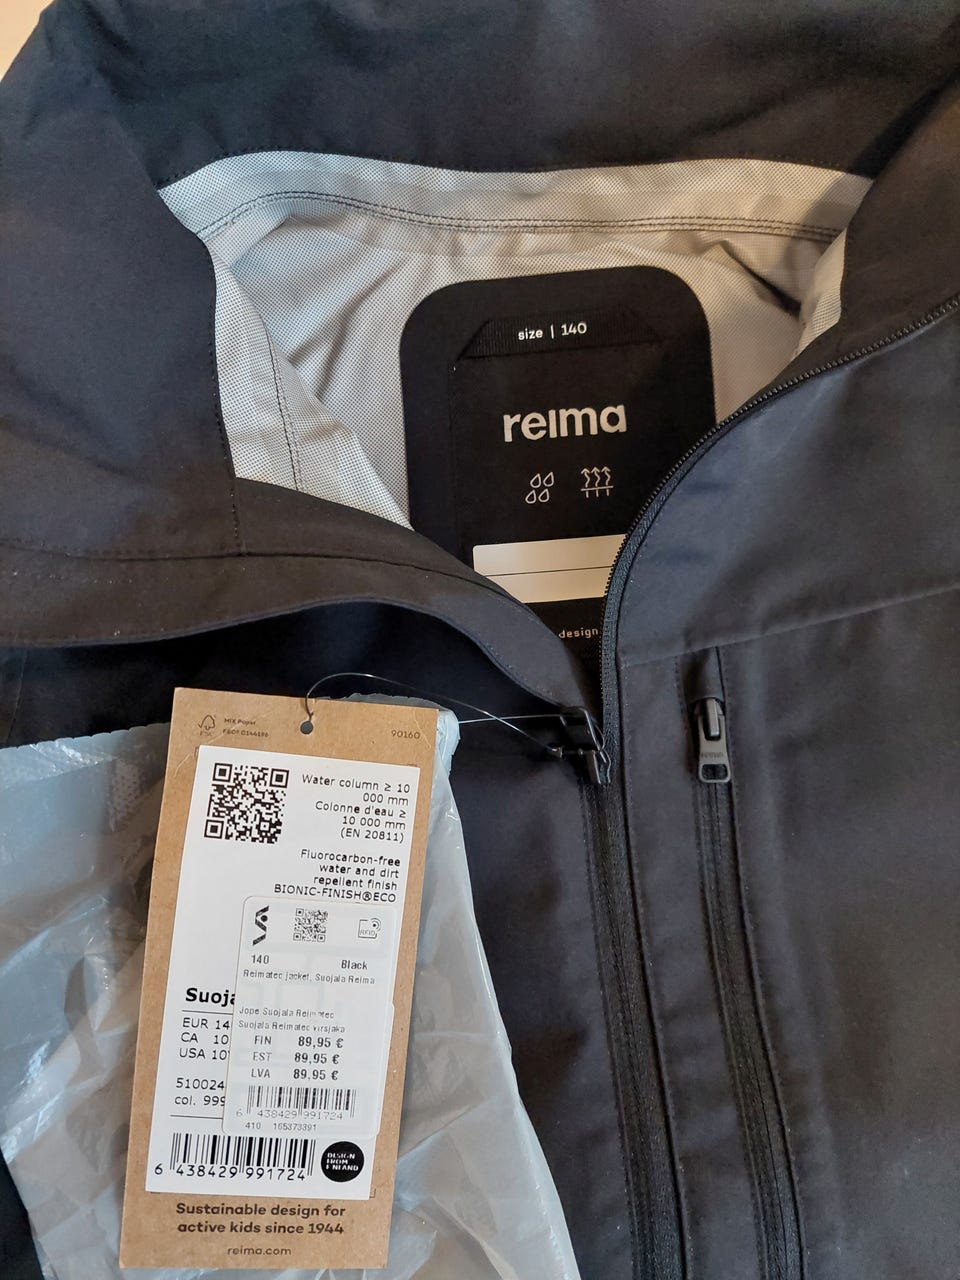 size | 140
reima
design
MIX Paper
FSC® C144196
90160
FSC
Water column ≥ 10
000 mm
Colonne d'eau ≥
10 000 mm
(EN 20811)
Fluorocarbon-free
water and dirt
repellent finish
BIONIC-FINISH®ECO
RFID
140 Black
Reimatec jacket, Suojala Reima
Suoja
Jope Suojala Reimatec
Suojala Reimatec virsjaka
EUR 14
CA 10
USA 10
FIN 89,95 €
EST 89,95 €
LVA 89,95 €
510024
col. 999
6 438429 991724
410 165373391
6 438429 991724
DESIGN
FROM
FINLAND
Sustainable design for
active kids since 1944
reima.com